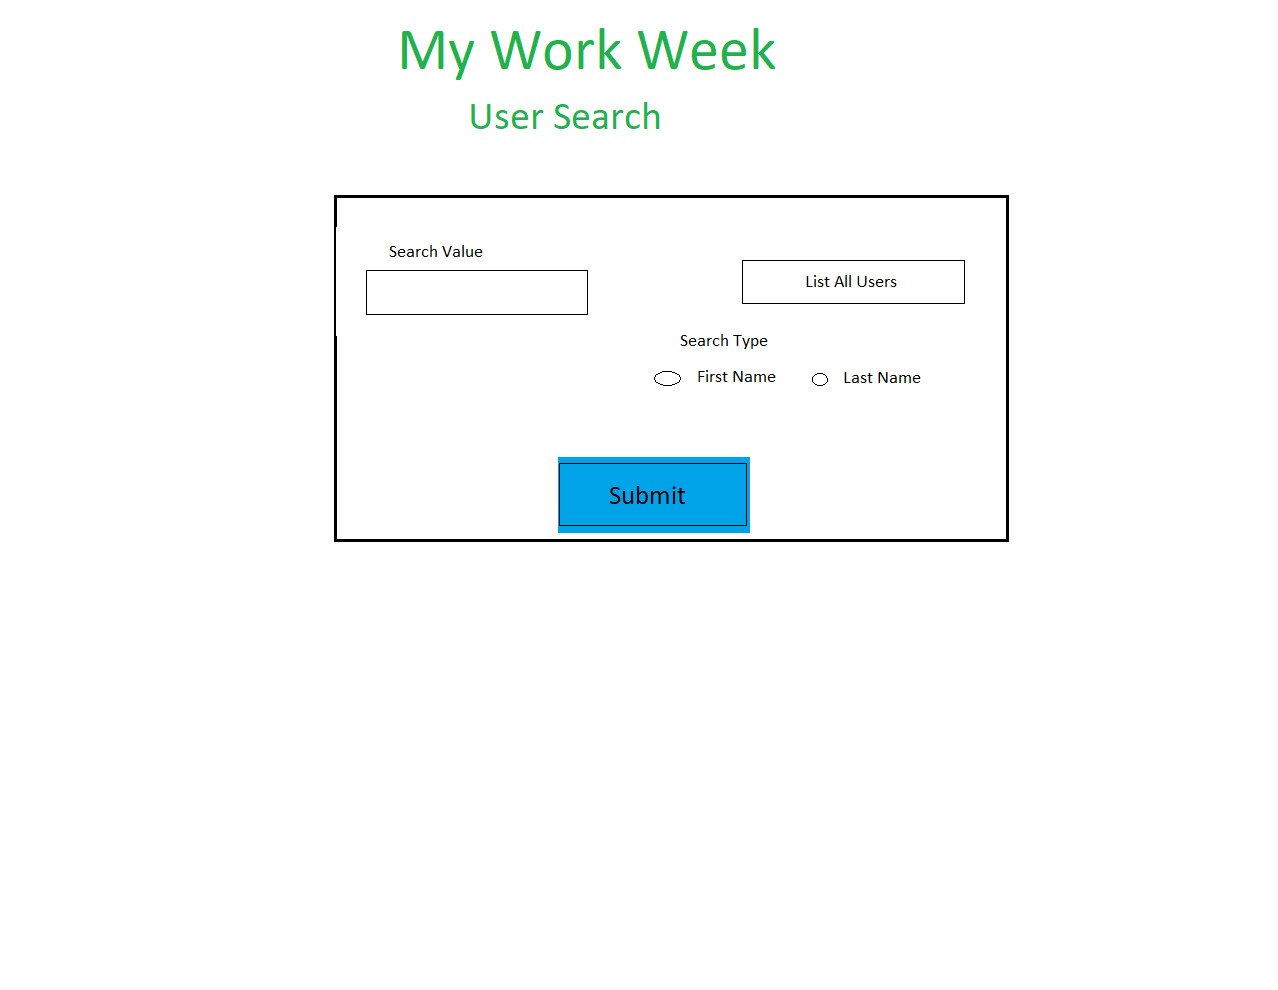 My Work Week
User Search
Search Value
List All Users
Search Type
First Name
Last Name
Submit